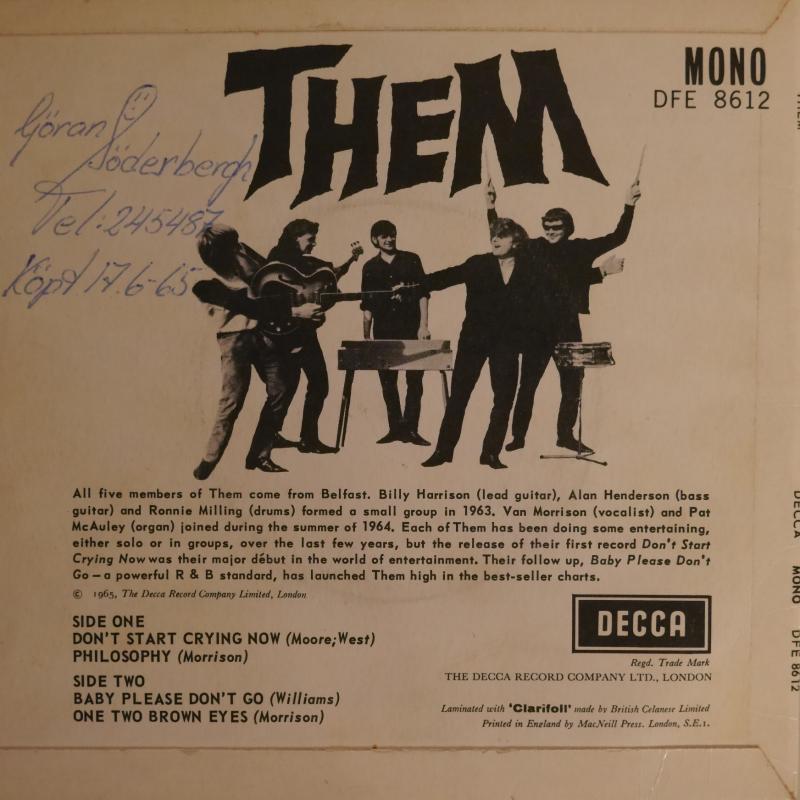 THEM
MONO
DFE 8612
Göran
Söderbergh
Tel: 245487
Köpt 17.6-65
All five members of Them come from Belfast. Billy Harrison (lead guitar), Alan Henderson (bass
guitar) and Ronnie Milling (drums) formed a small group in 1963. Van Morrison (vocalist) and Pat
McAuley (organ) joined during the summer of 1964. Each of Them has been doing some entertaining,
either solo or in groups, over the last few years, but the release of their first record Don't Start
Crying Now was their major début in the world of entertainment. Their follow up, Baby Please Don't
Go—a powerful R & B standard, has launched Them high in the best-seller charts.
© 1965, The Decca Record Company Limited, London
SIDE ONE
DON'T START CRYING NOW (Moore;West)
PHILOSOPHY (Morrison)
SIDE TWO
BABY PLEASE DON'T GO (Williams)
ONE TWO BROWN EYES (Morrison)
DECCA
Regd. Trade Mark
THE DECCA RECORD COMPANY LTD., LONDON
Laminated with 'Clarifoil' made by British Celanese Limited
Printed in England by MacNeill Press. London, S.E.1.
THEM
DECCA MONO DFE 8612